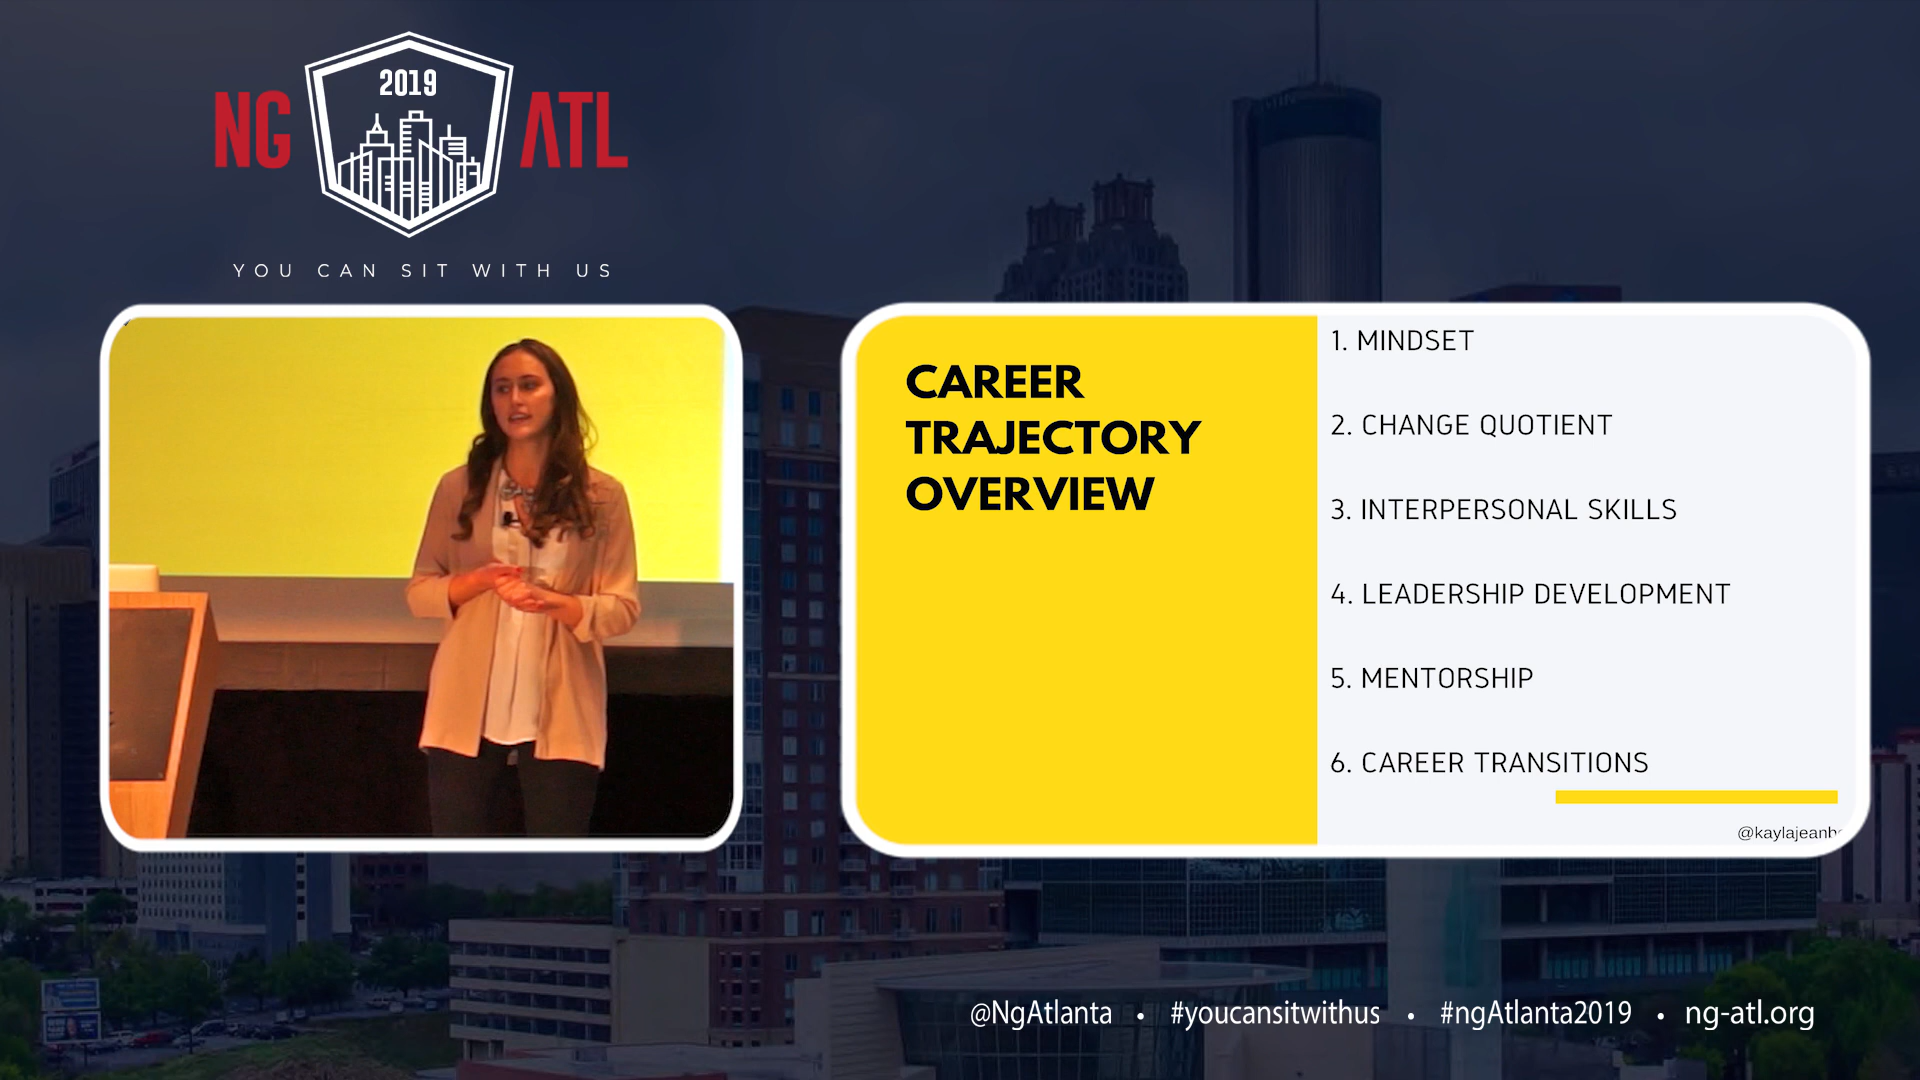 2019
NG ATL
YOU CAN SIT WITH US
CAREER
TRAJECTORY
OVERVIEW
1. MINDSET
2. CHANGE QUOTIENT
3. INTERPERSONAL SKILLS
4. LEADERSHIP DEVELOPMENT
5. MENTORSHIP
6. CAREER TRANSITIONS
@NgAtlanta • #youcansitwithus • #ngAtlanta2019 • ng-atl.org